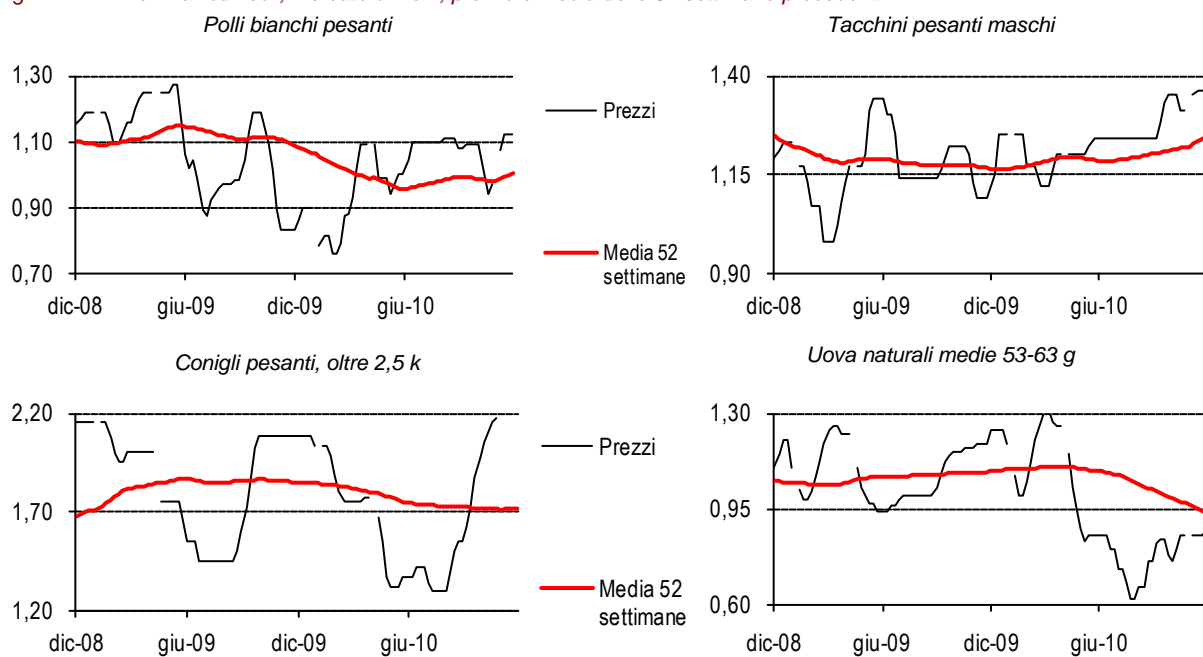 Polli bianchi pesanti
1,30
1,10
0,90
0,70
dic-08 giu-09 dic-09 giu-10
Prezzi
Media 52
settimane
Tacchini pesanti maschi
1,40
1,15
0,90
dic-08 giu-09 dic-09 giu-10
Conigli pesanti, oltre 2,5 k
2,20
1,70
1,20
dic-08 giu-09 dic-09 giu-10
Prezzi
Media 52
settimane
Uova naturali medie 53-63 g
1,30
0,95
0,60
dic-08 giu-09 dic-09 giu-10